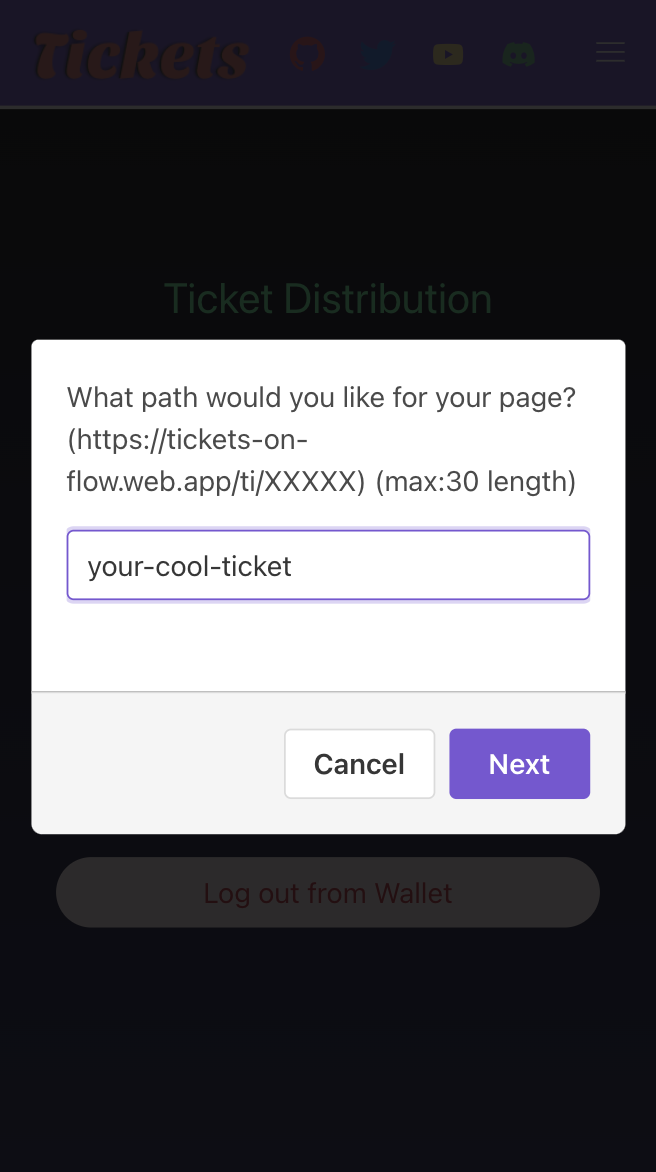 Tickets
Ticket Distribution
What path would you like for your page?
(https://tickets-on-
flow.web.app/ti/XXXXX) (max:30 length)
your-cool-ticket
Cancel
Next
Log out from Wallet